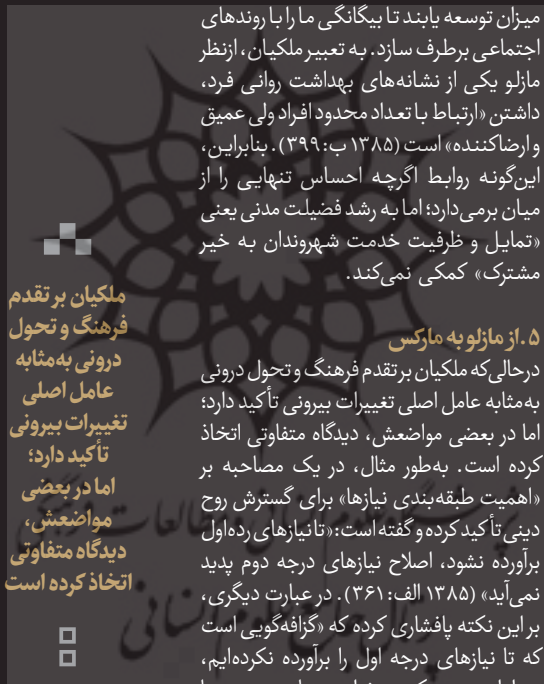 میزان توسعه یابند تا بیگانگی ما را با روندهای
اجتماعی برطرف سازد. به تعبیر ملکیان، ازنظر
مازلو یکی از نشانه‌های بهداشت روانی فرد،
داشتن «ارتباط با تعداد محدود افراد ولی عمیق
و ارضاکننده» است (۱۳۸۵ ب: ۳۹۹). بنابراین،
این‌گونه روابط اگرچه احساس تنهایی را از
میان برمی‌دارد؛ اما به رشد فضیلت مدنی یعنی
«تمایل و ظرفیت خدمت شهروندان به خیر
مشترک» کمکی نمی‌کند.
۵. از مازلو به مارکس
درحالی‌که ملکیان بر تقدم فرهنگ و تحول درونی
به‌مثابه عامل اصلی تغییرات بیرونی تأکید دارد؛
اما در بعضی مواضعش، دیدگاه متفاوتی اتخاذ
کرده است. به‌طور مثال، در یک مصاحبه بر
«اهمیت طبقه‌بندی نیازها» برای گسترش روح
دینی تأکید کرده و گفته است: «تا نیازهای رده‌اول
برآورده نشود، اصلاح نیازهای درجه دوم پدید
نمی‌آید» (۱۳۸۵ الف: ۳۶۱). در عبارت دیگری،
بر این نکته پافشاری کرده که «گزافه‌گویی است
که تا نیازهای درجه اول را برآورده نکرده‌ایم،
ملکیان بر تقدم
فرهنگ و تحول
درونی به‌مثابه
عامل اصلی
تغییرات بیرونی
تأکید دارد؛
اما در بعضی
مواضعش،
دیدگاه متفاوتی
اتخاذ کرده است